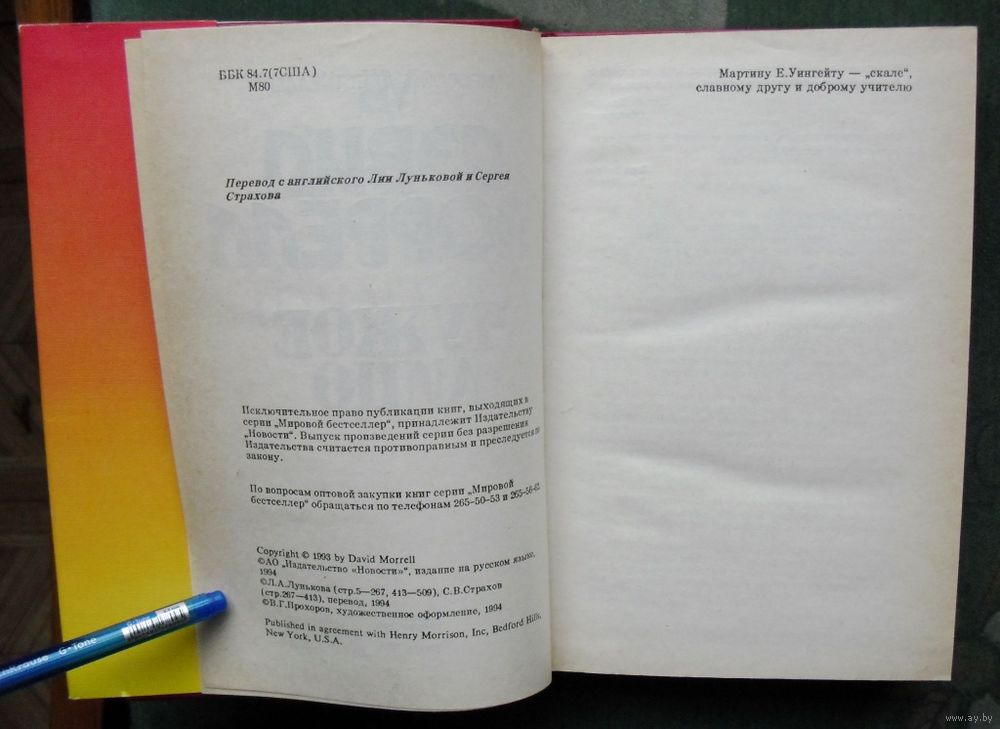 ББК 84.7(7США)
М80
Перевод с английского Лии Луньковой и Сергея
Страхова
Исключительное право публикации книг, выходящих в
серии „Мировой бестселлер“, принадлежит Издательству
„Новости“. Выпуск произведений серии без разрешения
Издательства считается противоправным и преследуется по
закону.
По вопросам оптовой закупки книг серии „Мировой
бестселлер“ обращаться по телефонам 265–50–53 и 265–56–62.
Copyright © 1993 by David Morrell
©АО „Издательство «Новости»“, издание на русском языке,
1994
©Л.А.Лунькова (стр.5—267, 413—509), С.В.Страхов
(стр.267—413), перевод, 1994
©В.Г.Прохоров, художественное оформление, 1994
Published in agreement with Henry Morrison, Inc, Bedford Hills,
New York, U.S.A.
Мартину Е.Уингейту — „скале“,
славному другу и доброму учителю
G-Tone
www.ay.by